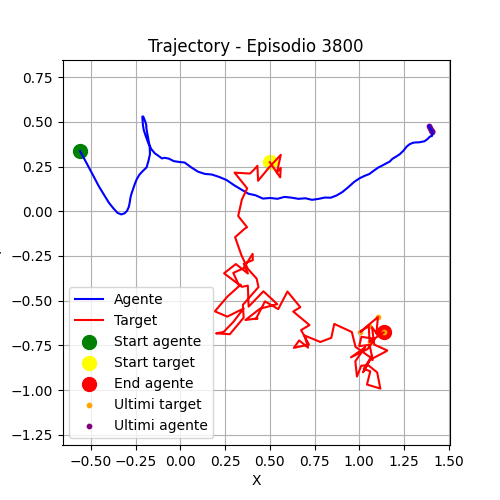 Trajectory - Episodio 3800
0.75
0.50
0.25
0.00
−0.25
−0.50
−0.75
−1.00
−1.25
Agente
Target
Start agente
Start target
End agente
Ultimi target
Ultimi agente
−0.50 −0.25 0.00 0.25 0.50 0.75 1.00 1.25 1.50
X